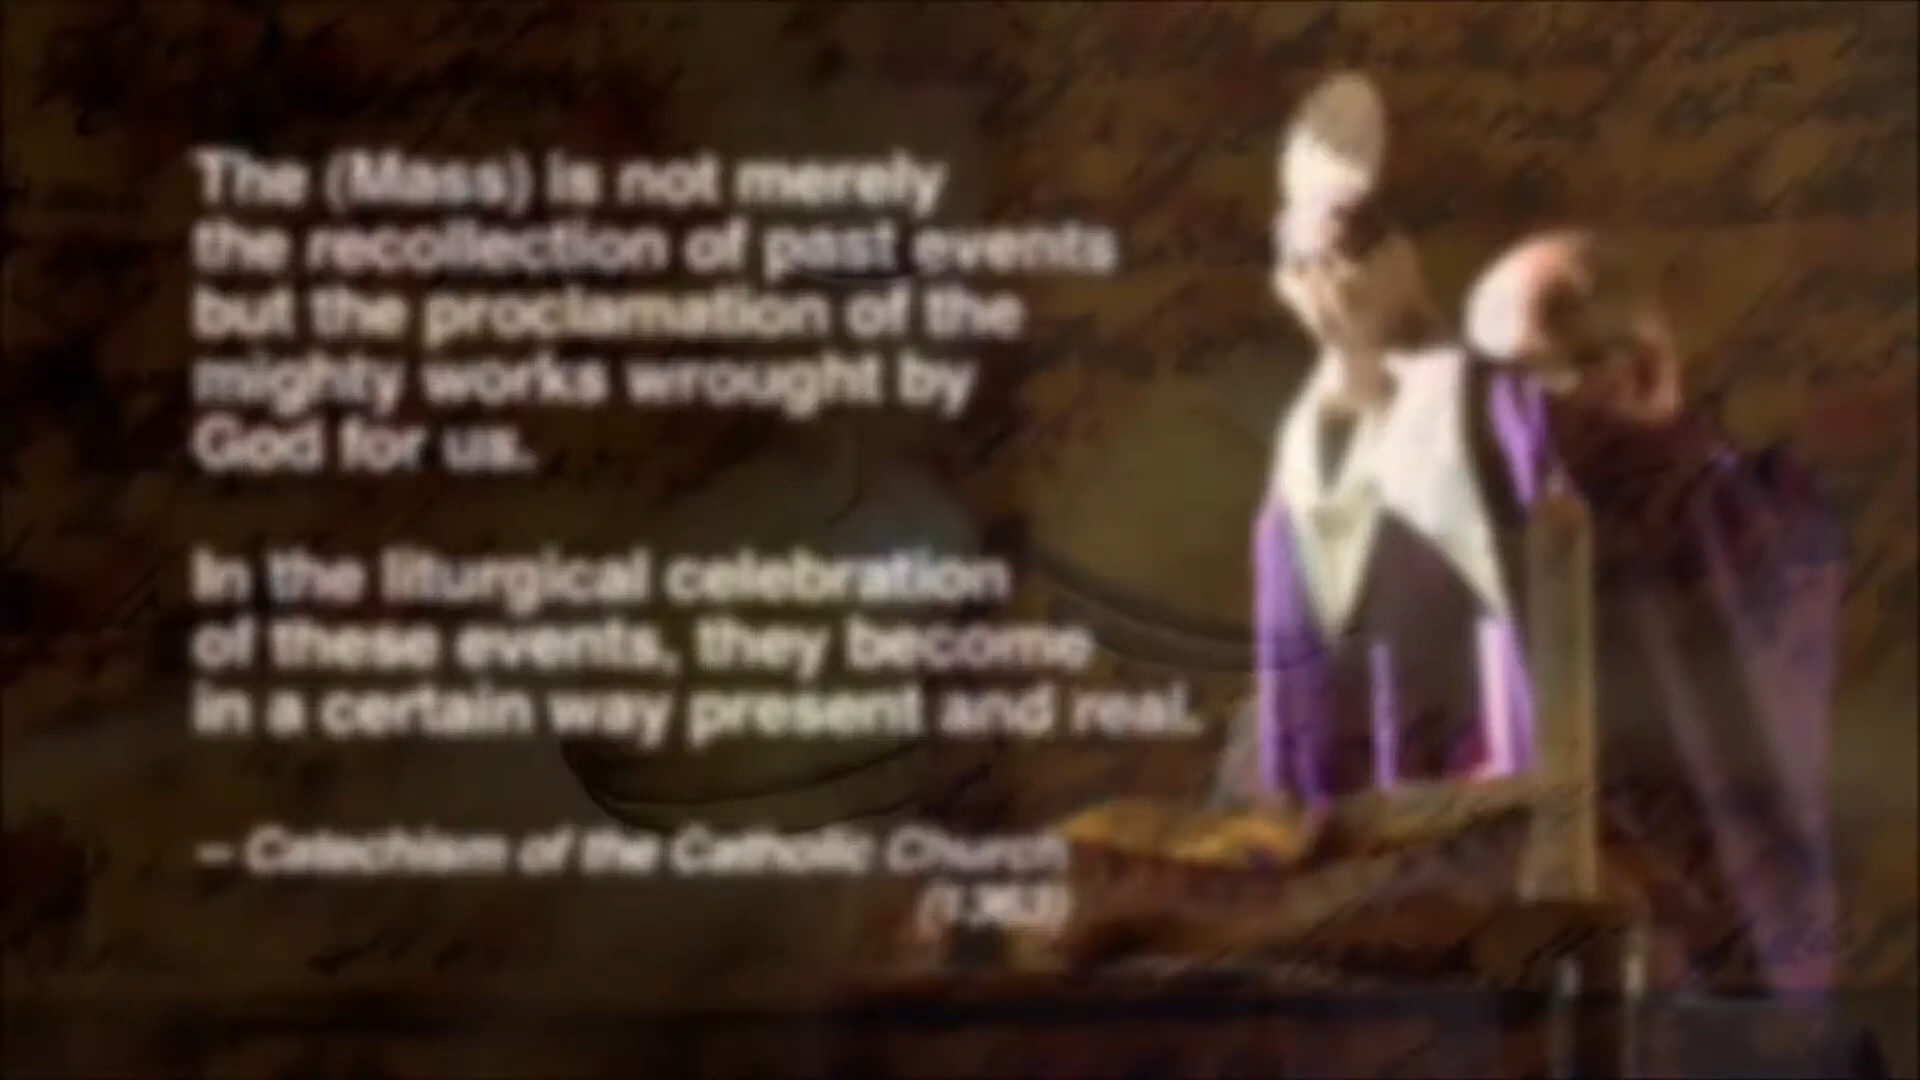 The (Mass) is not merely
the recollection of past events
but the proclamation of the
mighty works wrought by
God for us.
In the liturgical celebration
of these events, they become
in a certain way present and real.
– Catechism of the Catholic Church